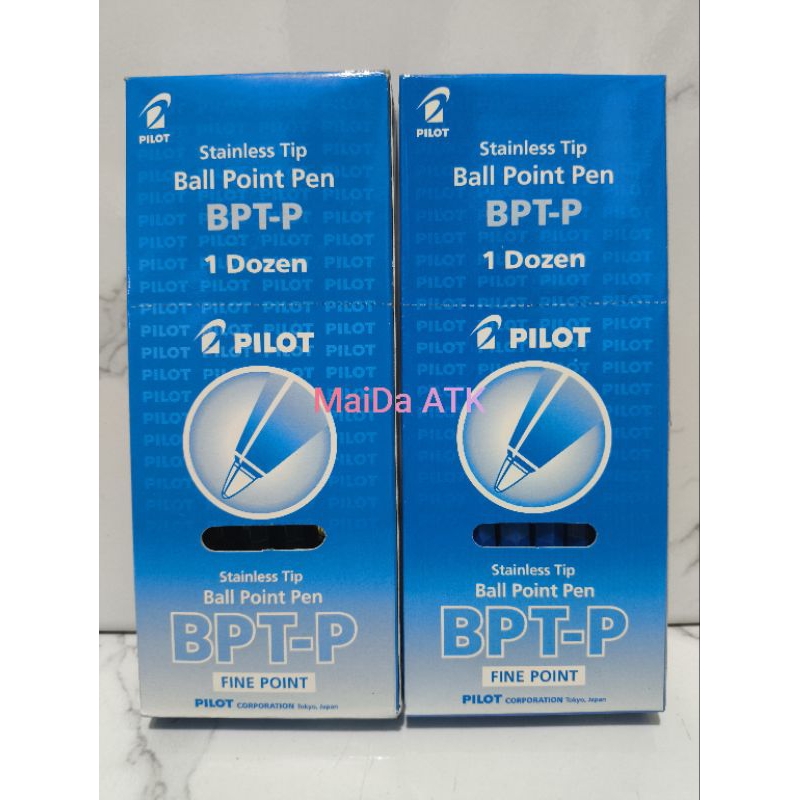 PILOT
Stainless Tip
Ball Point Pen
BPT-P
1 Dozen
PILOT
Stainless Tip
Ball Point Pen
BPT-P
FINE POINT
PILOT CORPORATION Tokyo, Japan
PILOT
Stainless Tip
Ball Point Pen
BPT-P
1 Dozen
PILOT
Stainless Tip
Ball Point Pen
BPT-P
FINE POINT
PILOT CORPORATION Tokyo, Japan
MaiDa ATK